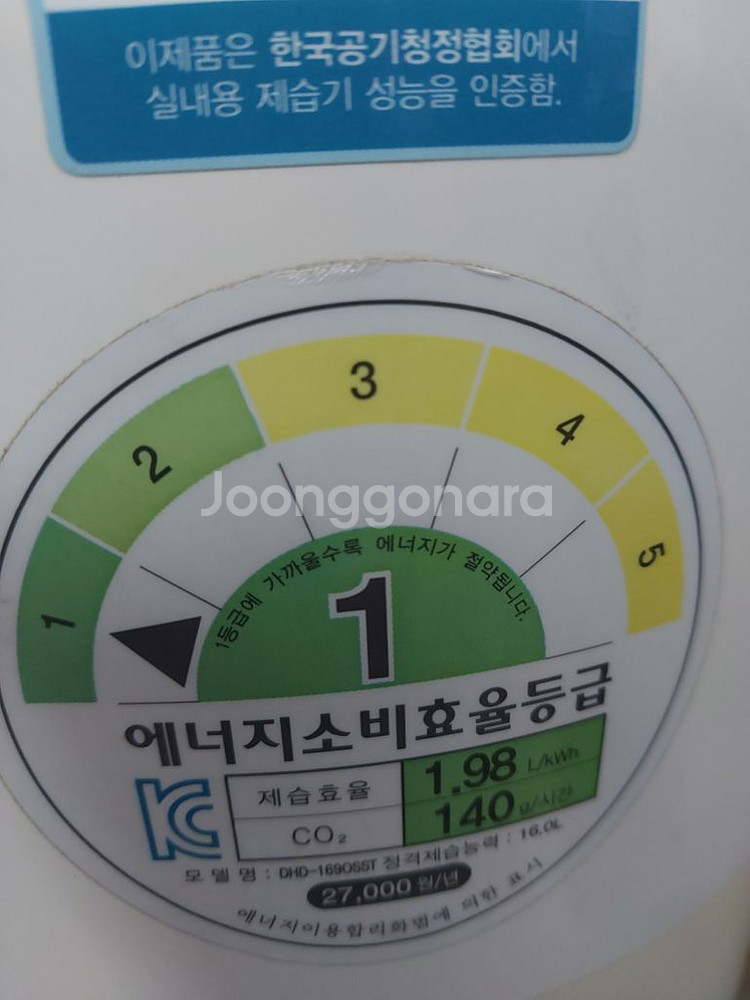 이제품은 한국공기청정협회에서
실내용 제습기 성능을 인증함.
1
2
3
4
5
Joonggonara
1등급에 가까울수록 에너지가 절약됩니다.
1
에너지소비효율등급
제습효율 1.98 L/kWh
CO₂ 140 g/시간
모델명 : DHD-169OSST 정격제습능력 : 16.0L
27,000 원/년
에너지이용합리화법에 의한 표시